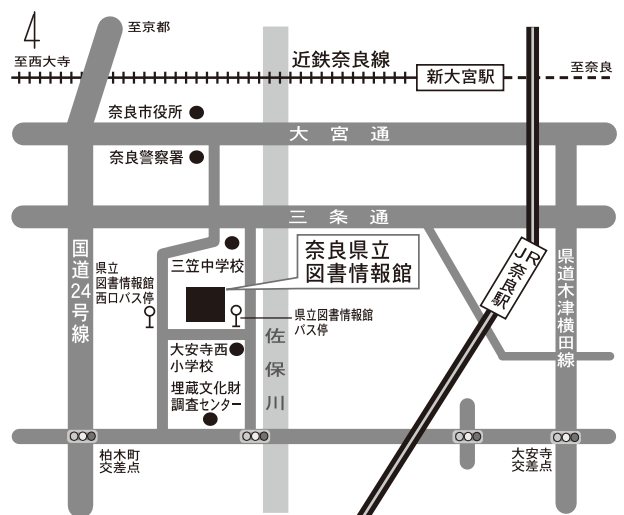 4
至京都
至西大寺
近鉄奈良線
新大宮駅
至奈良
奈良市役所
大宮通
奈良警察署
三条通
国道24号線
三笠中学校
奈良県立
図書情報館
県立
図書情報館
西口バス停
JR奈良駅
県道木津横田線
県立図書情報館
バス停
佐保川
大安寺西
小学校
埋蔵文化財
調査センター
柏木町
交差点
大安寺
交差点